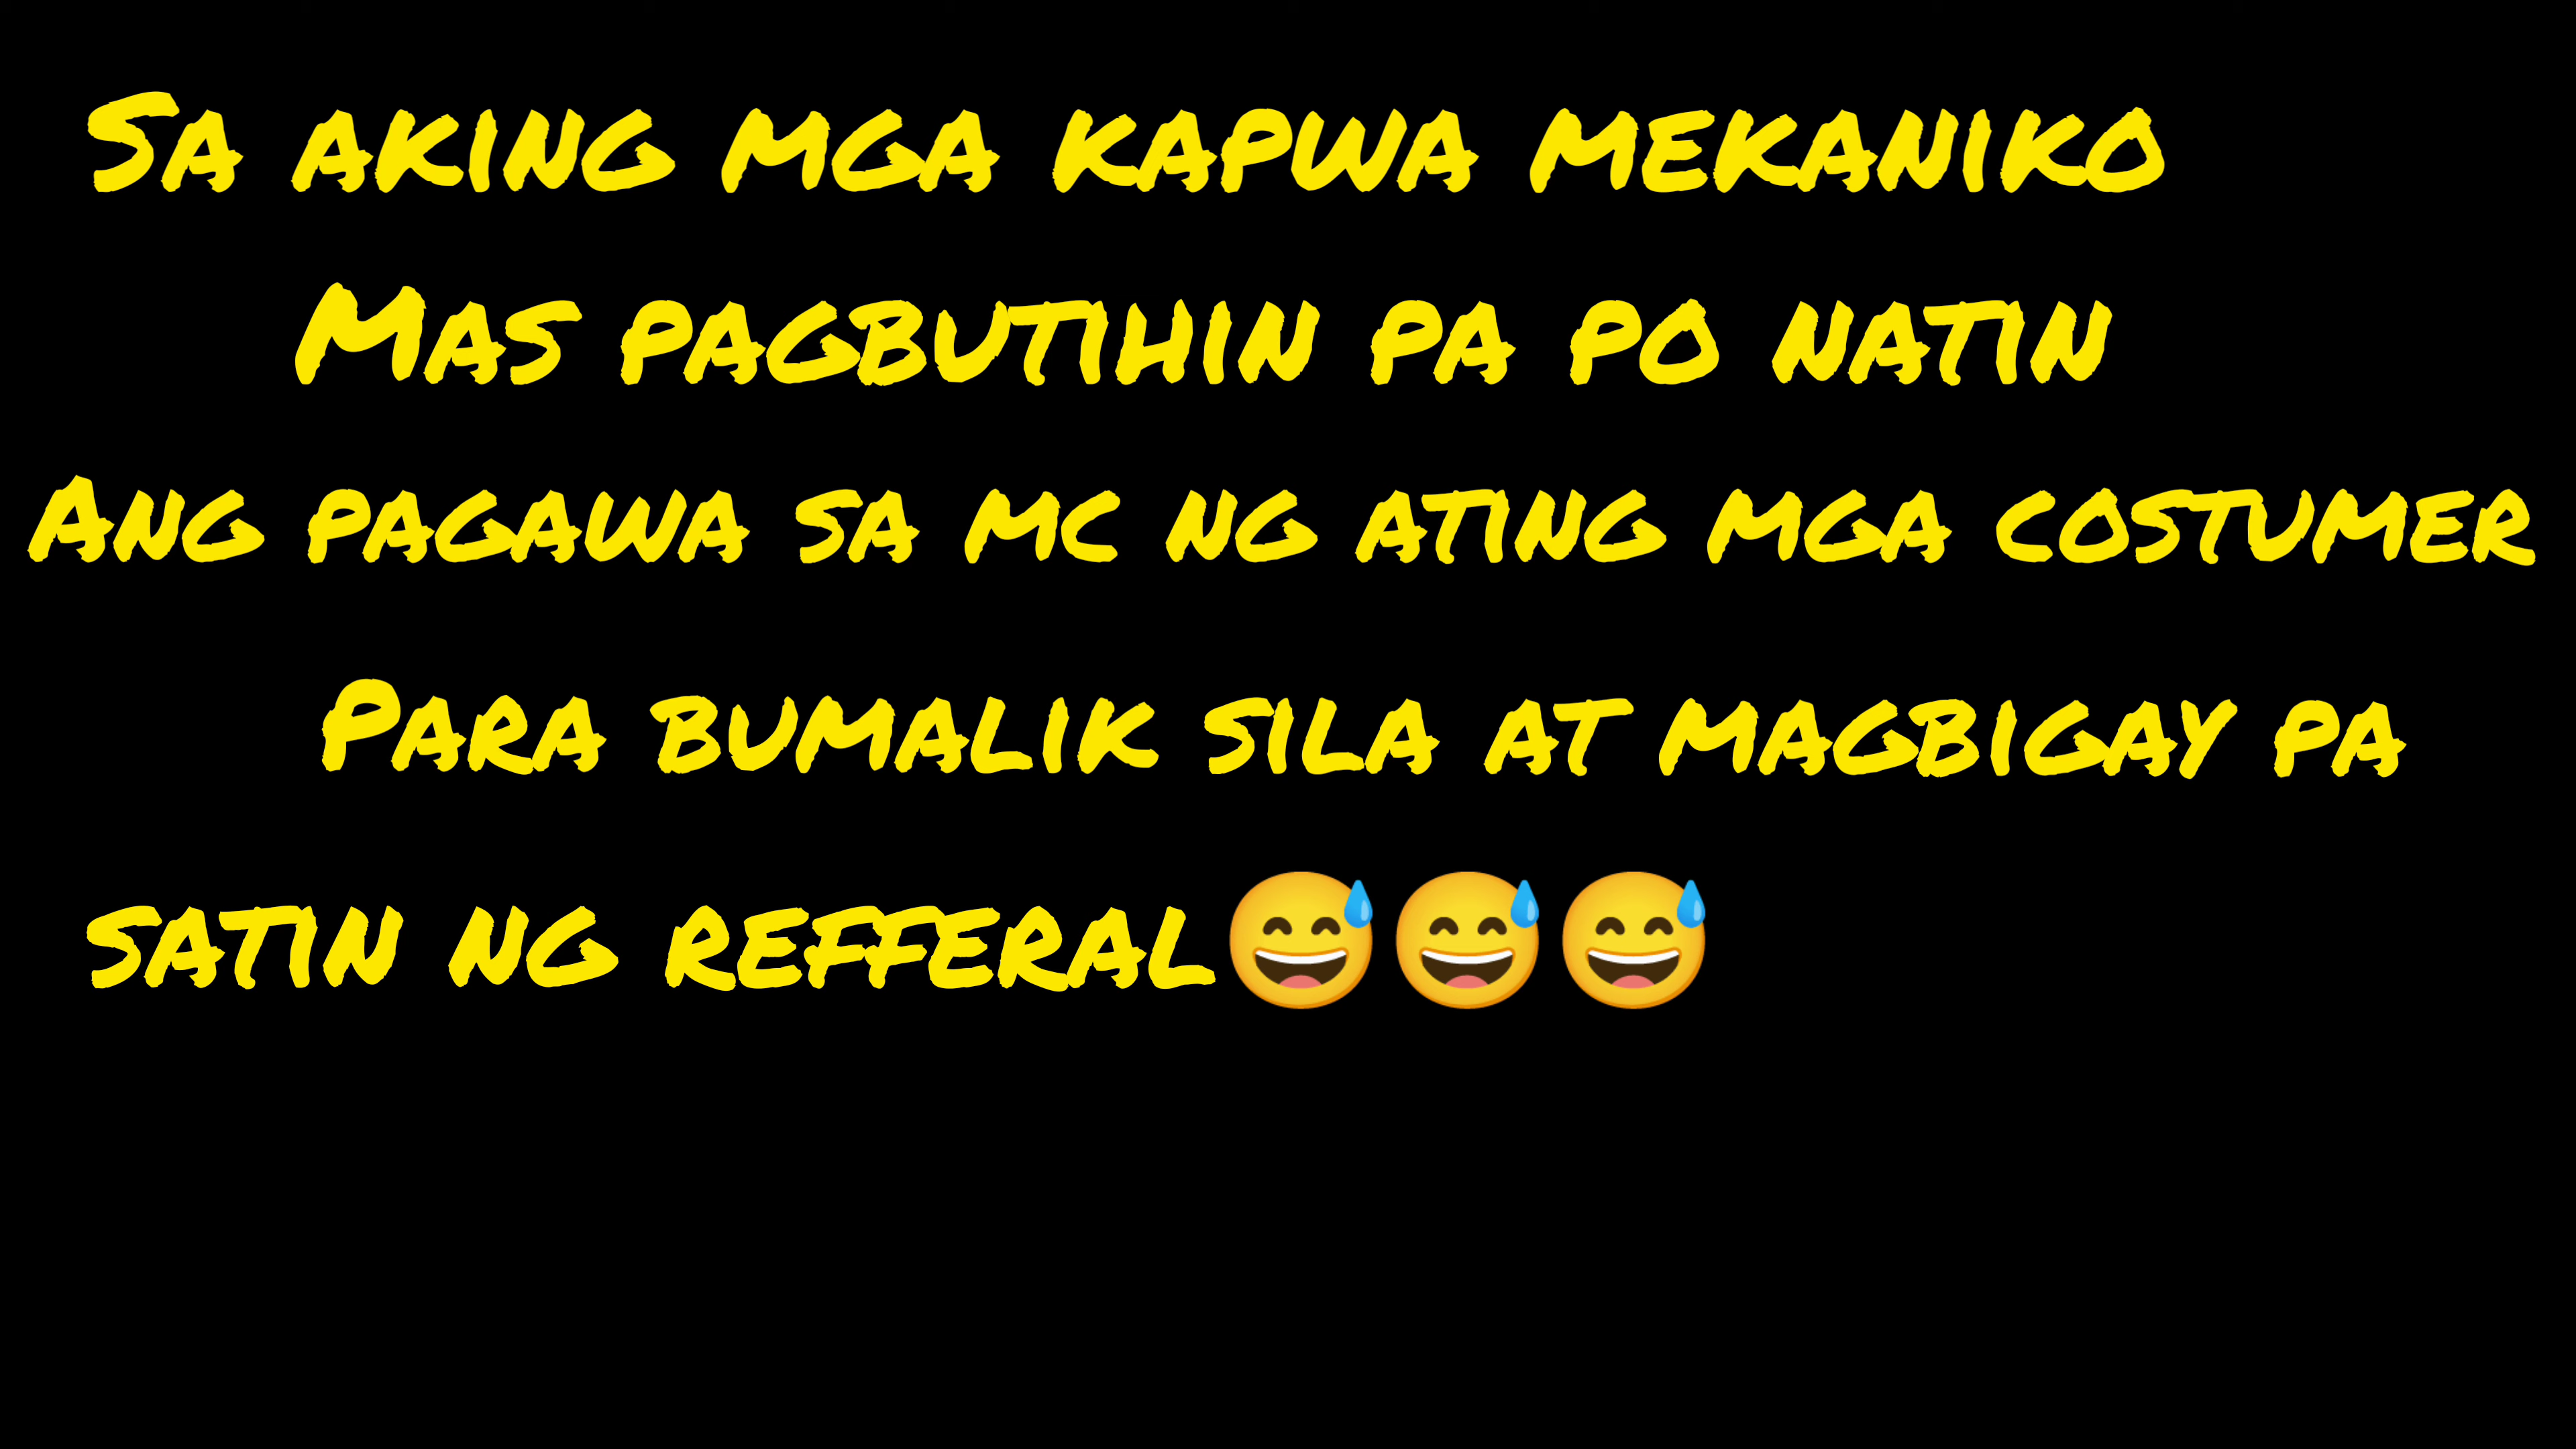 Sa aking mga kapwa mekaniko
Mas pagbutihin pa po natin
Ang pagawa sa mc ng ating mga costumer
Para bumalik sila at magbigay pa
satin ng refferal😅😅😅